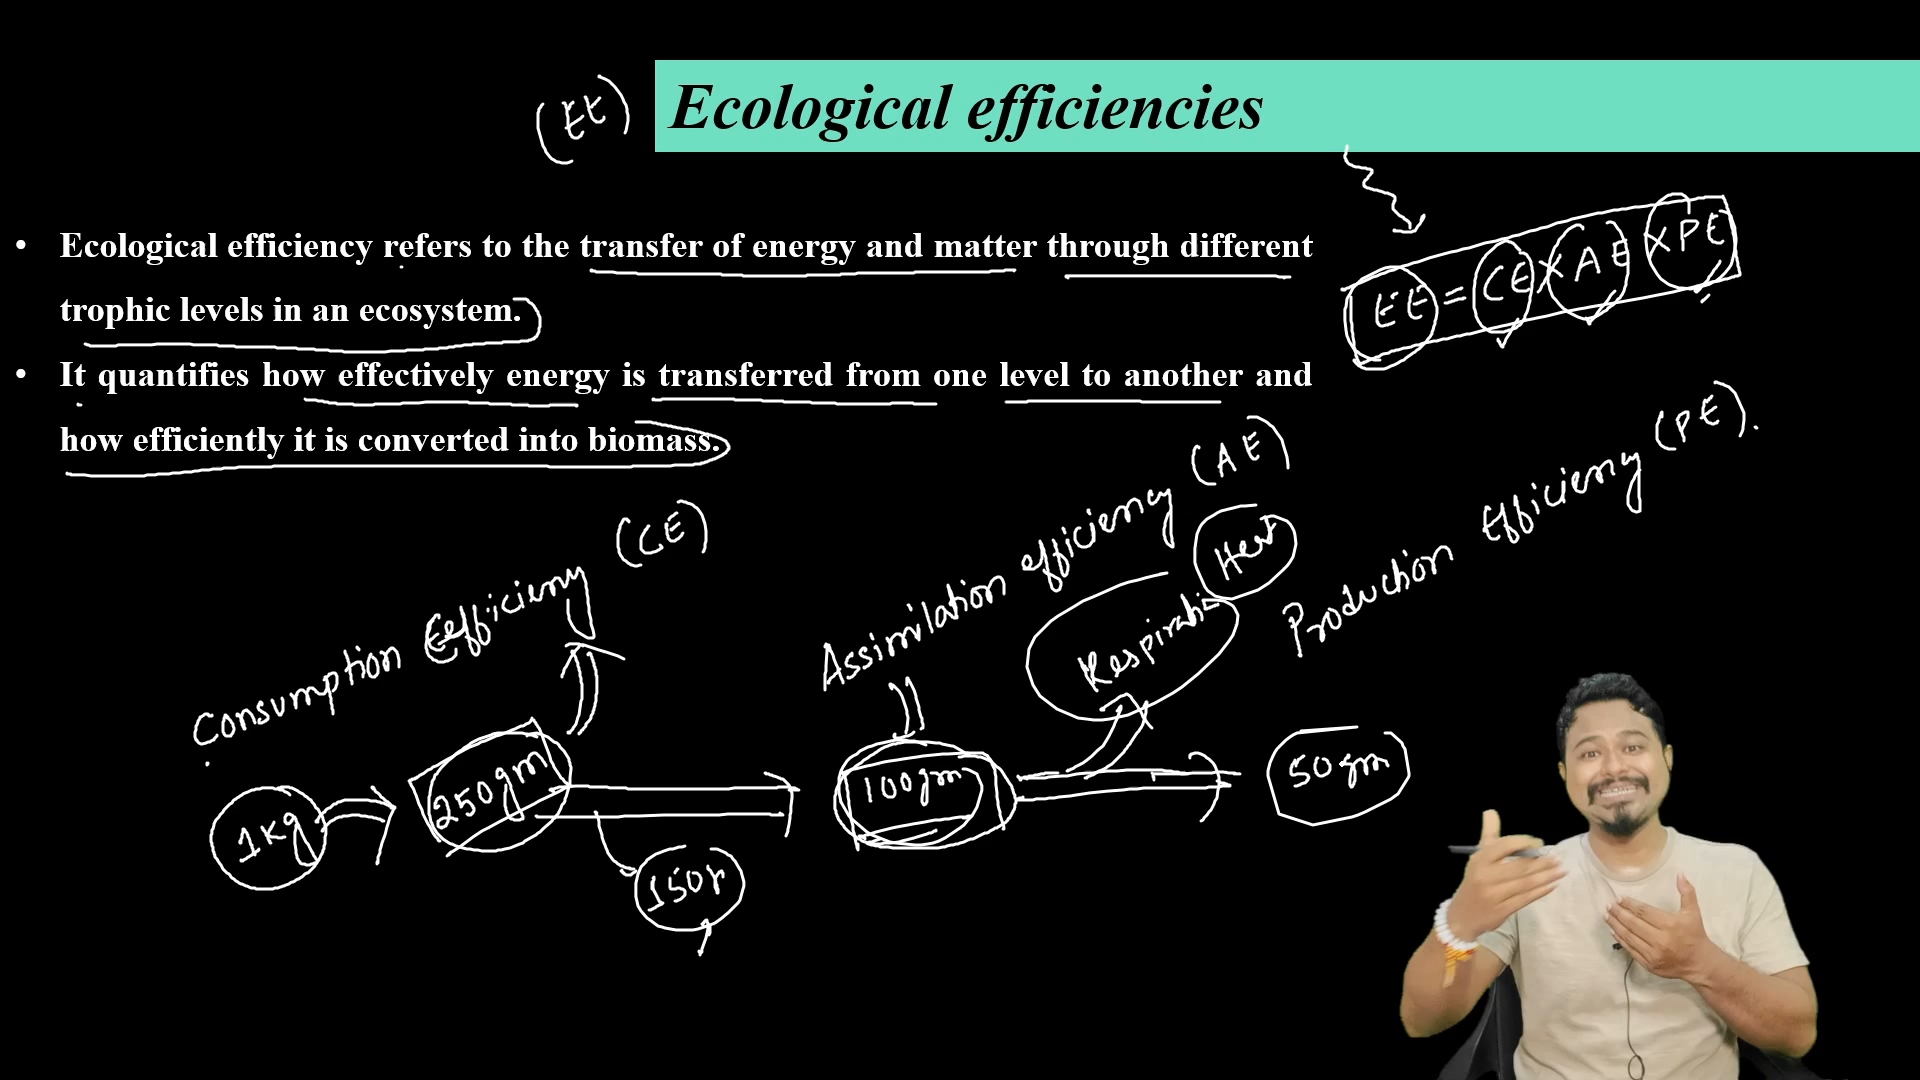 (EE) Ecological efficiencies
• Ecological efficiency refers to the transfer of energy and matter through different
trophic levels in an ecosystem.
EE = CE X AE X PE
• It quantifies how effectively energy is transferred from one level to another and
how efficiently it is converted into biomass.
Consumption Eefficieny (CE)
Assimilation efficiency (AE)
Production Efficieny (PE).
Heat
Respiration
1kg
250gm
150
100gm
50gm